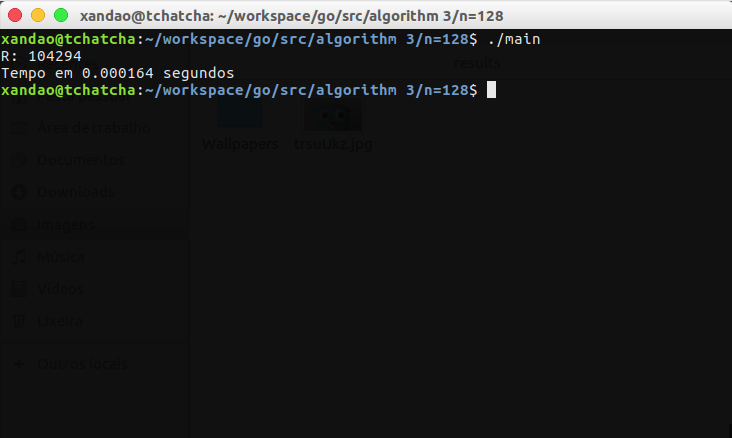 xandao@tchatcha: ~/workspace/go/src/algorithm 3/n=128
xandao@tchatcha:~/workspace/go/src/algorithm 3/n=128$ ./main
R: 104294
Tempo em 0.000164 segundos
xandao@tchatcha:~/workspace/go/src/algorithm 3/n=128$
results
Área de trabalho
Documentos
Downloads
Imagens
Música
Vídeos
Lixeira
Outros locais
Wallpapers
trsuUkz.jpg